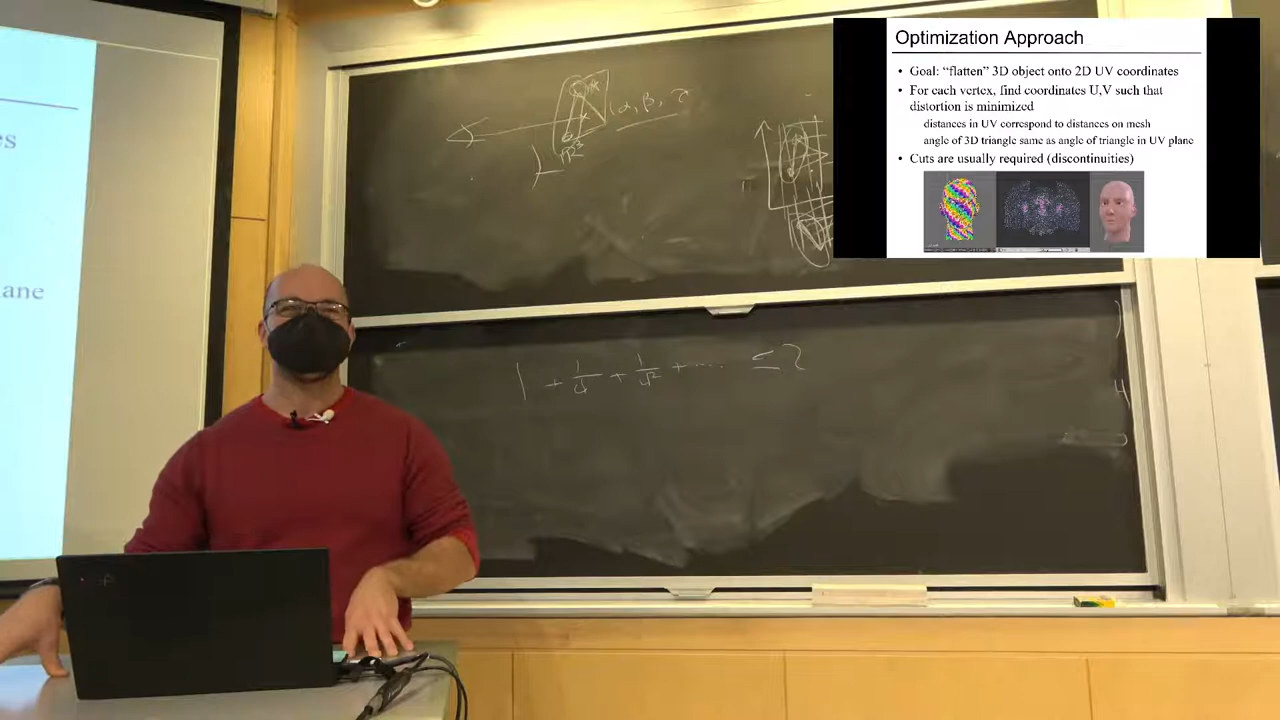 Optimization Approach
• Goal: “flatten” 3D object onto 2D UV coordinates
• For each vertex, find coordinates U,V such that
distortion is minimized
distances in UV correspond to distances on mesh
angle of 3D triangle same as angle of triangle in UV plane
• Cuts are usually required (discontinuities)
es
ane
(α, β, γ
1 + 1/4 + 1/4² + .... ≤ 2